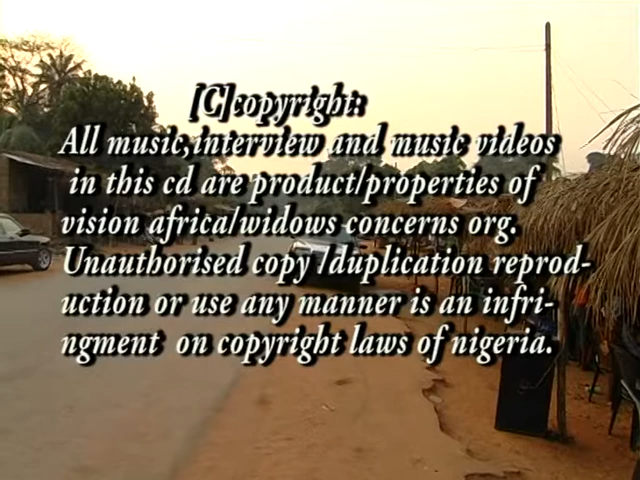 [C]copyright:
All music,interview and music videos
in this cd are product/properties of
vision africa/widows concerns org.
Unauthorised copy /duplication reprod-
uction or use any manner is an infri-
ngment on copyright laws of nigeria.